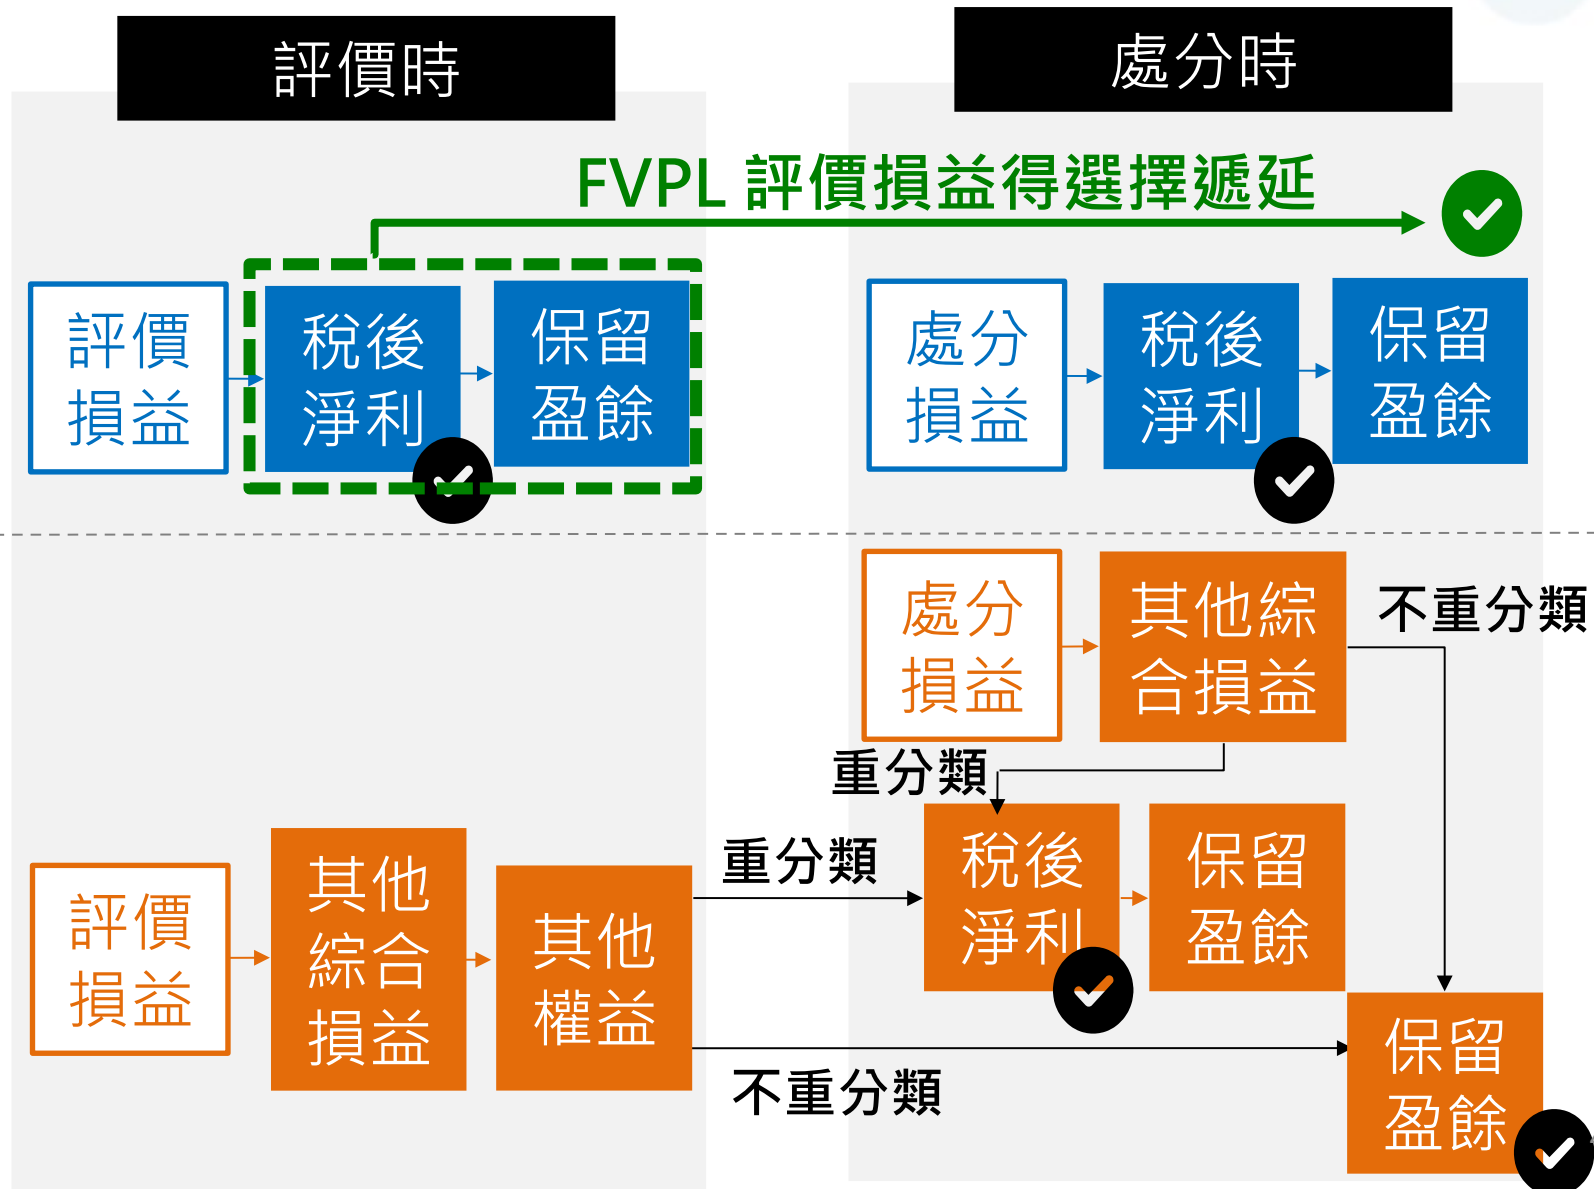 評價時
處分時
FVPL 評價損益得選擇遞延
評價
損益
稅後
淨利
保留
盈餘
處分
損益
稅後
淨利
保留
盈餘
處分
損益
其他綜
合損益
不重分類
重分類
重分類
稅後
淨利
保留
盈餘
評價
損益
其他
綜合
損益
其他
權益
不重分類
保留
盈餘